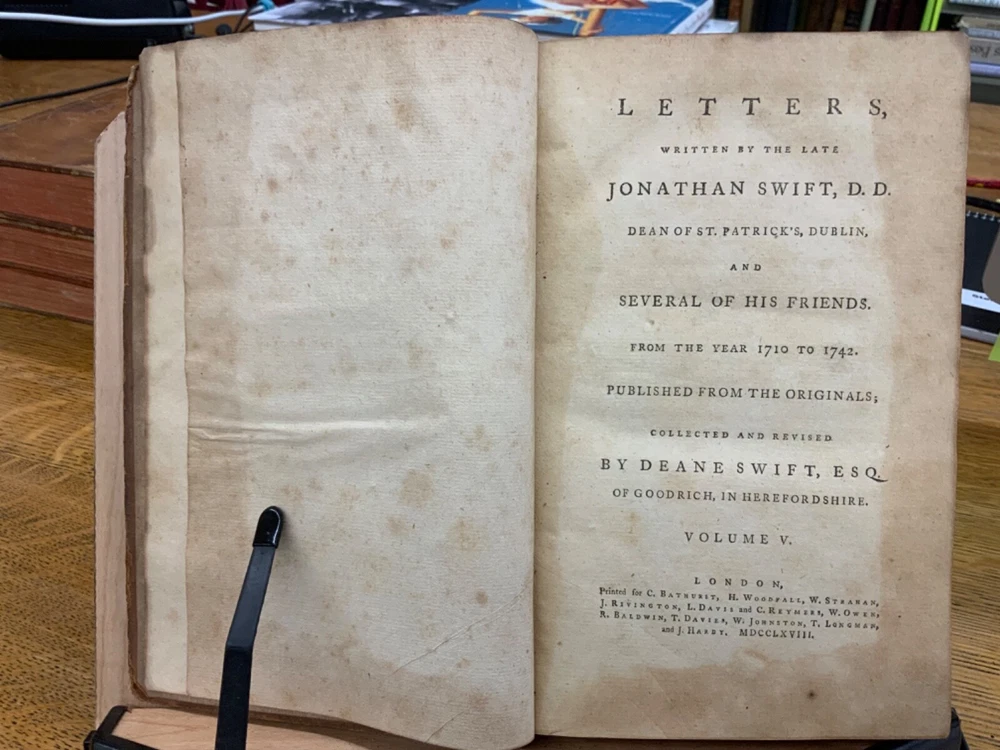 LETTERS,
WRITTEN BY THE LATE
JONATHAN SWIFT, D. D.
DEAN OF ST. PATRICK'S, DUBLIN,
AND
SEVERAL OF HIS FRIENDS.
FROM THE YEAR 1710 TO 1742.
PUBLISHED FROM THE ORIGINALS;
COLLECTED AND REVISED
BY DEANE SWIFT, ESQ.
OF GOODRICH, IN HEREFORDSHIRE.
VOLUME V.
LONDON,
Printed for C. BATHURST, H. WOODFALL, W. STRAHAN,
J. RIVINGTON, L. DAVIS and C. REYMERS, W. OWEN,
R. BALDWIN, T. DAVIES, W. JOHNSTON, T. LONGMAN,
and J. HARDY. MDCCLXVIII.